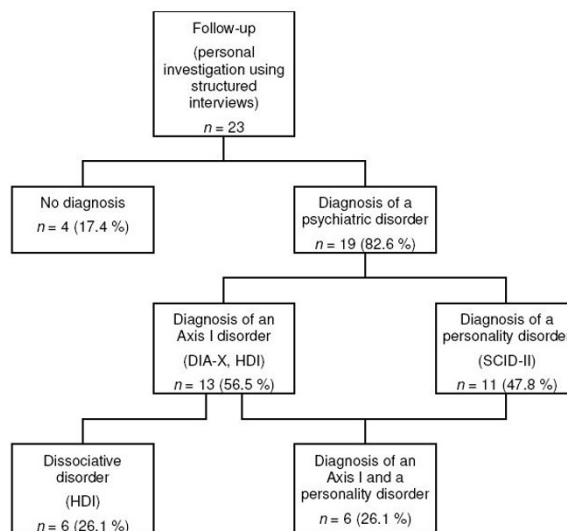 Follow-up
(personal
investigation using
structured
interviews)
n = 23
No diagnosis
n = 4 (17.4 %)
Diagnosis of a
psychiatric disorder
n = 19 (82.6 %)
Diagnosis of an
Axis I disorder
(DIA-X, HDI)
n = 13 (56.5 %)
Diagnosis of a
personality disorder
(SCID-II)
n = 11 (47.8 %)
Dissociative
disorder
(HDI)
n = 6 (26.1 %)
Diagnosis of an
Axis I and a
personality disorder
n = 6 (26.1 %)